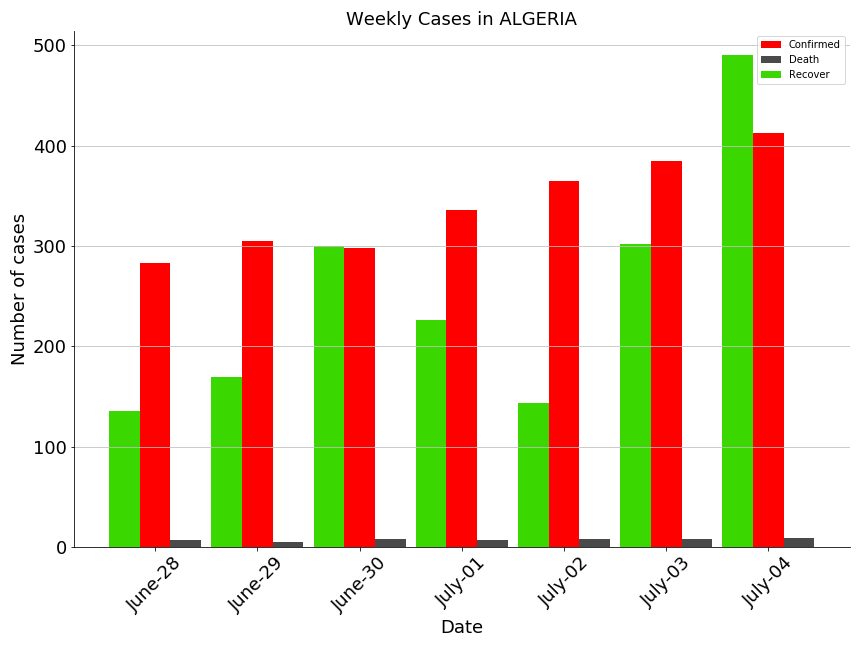 Weekly Cases in ALGERIA
Confirmed
Death
Recover
Number of cases
500
400
300
200
100
0
June-28
June-29
June-30
July-01
July-02
July-03
July-04
Date